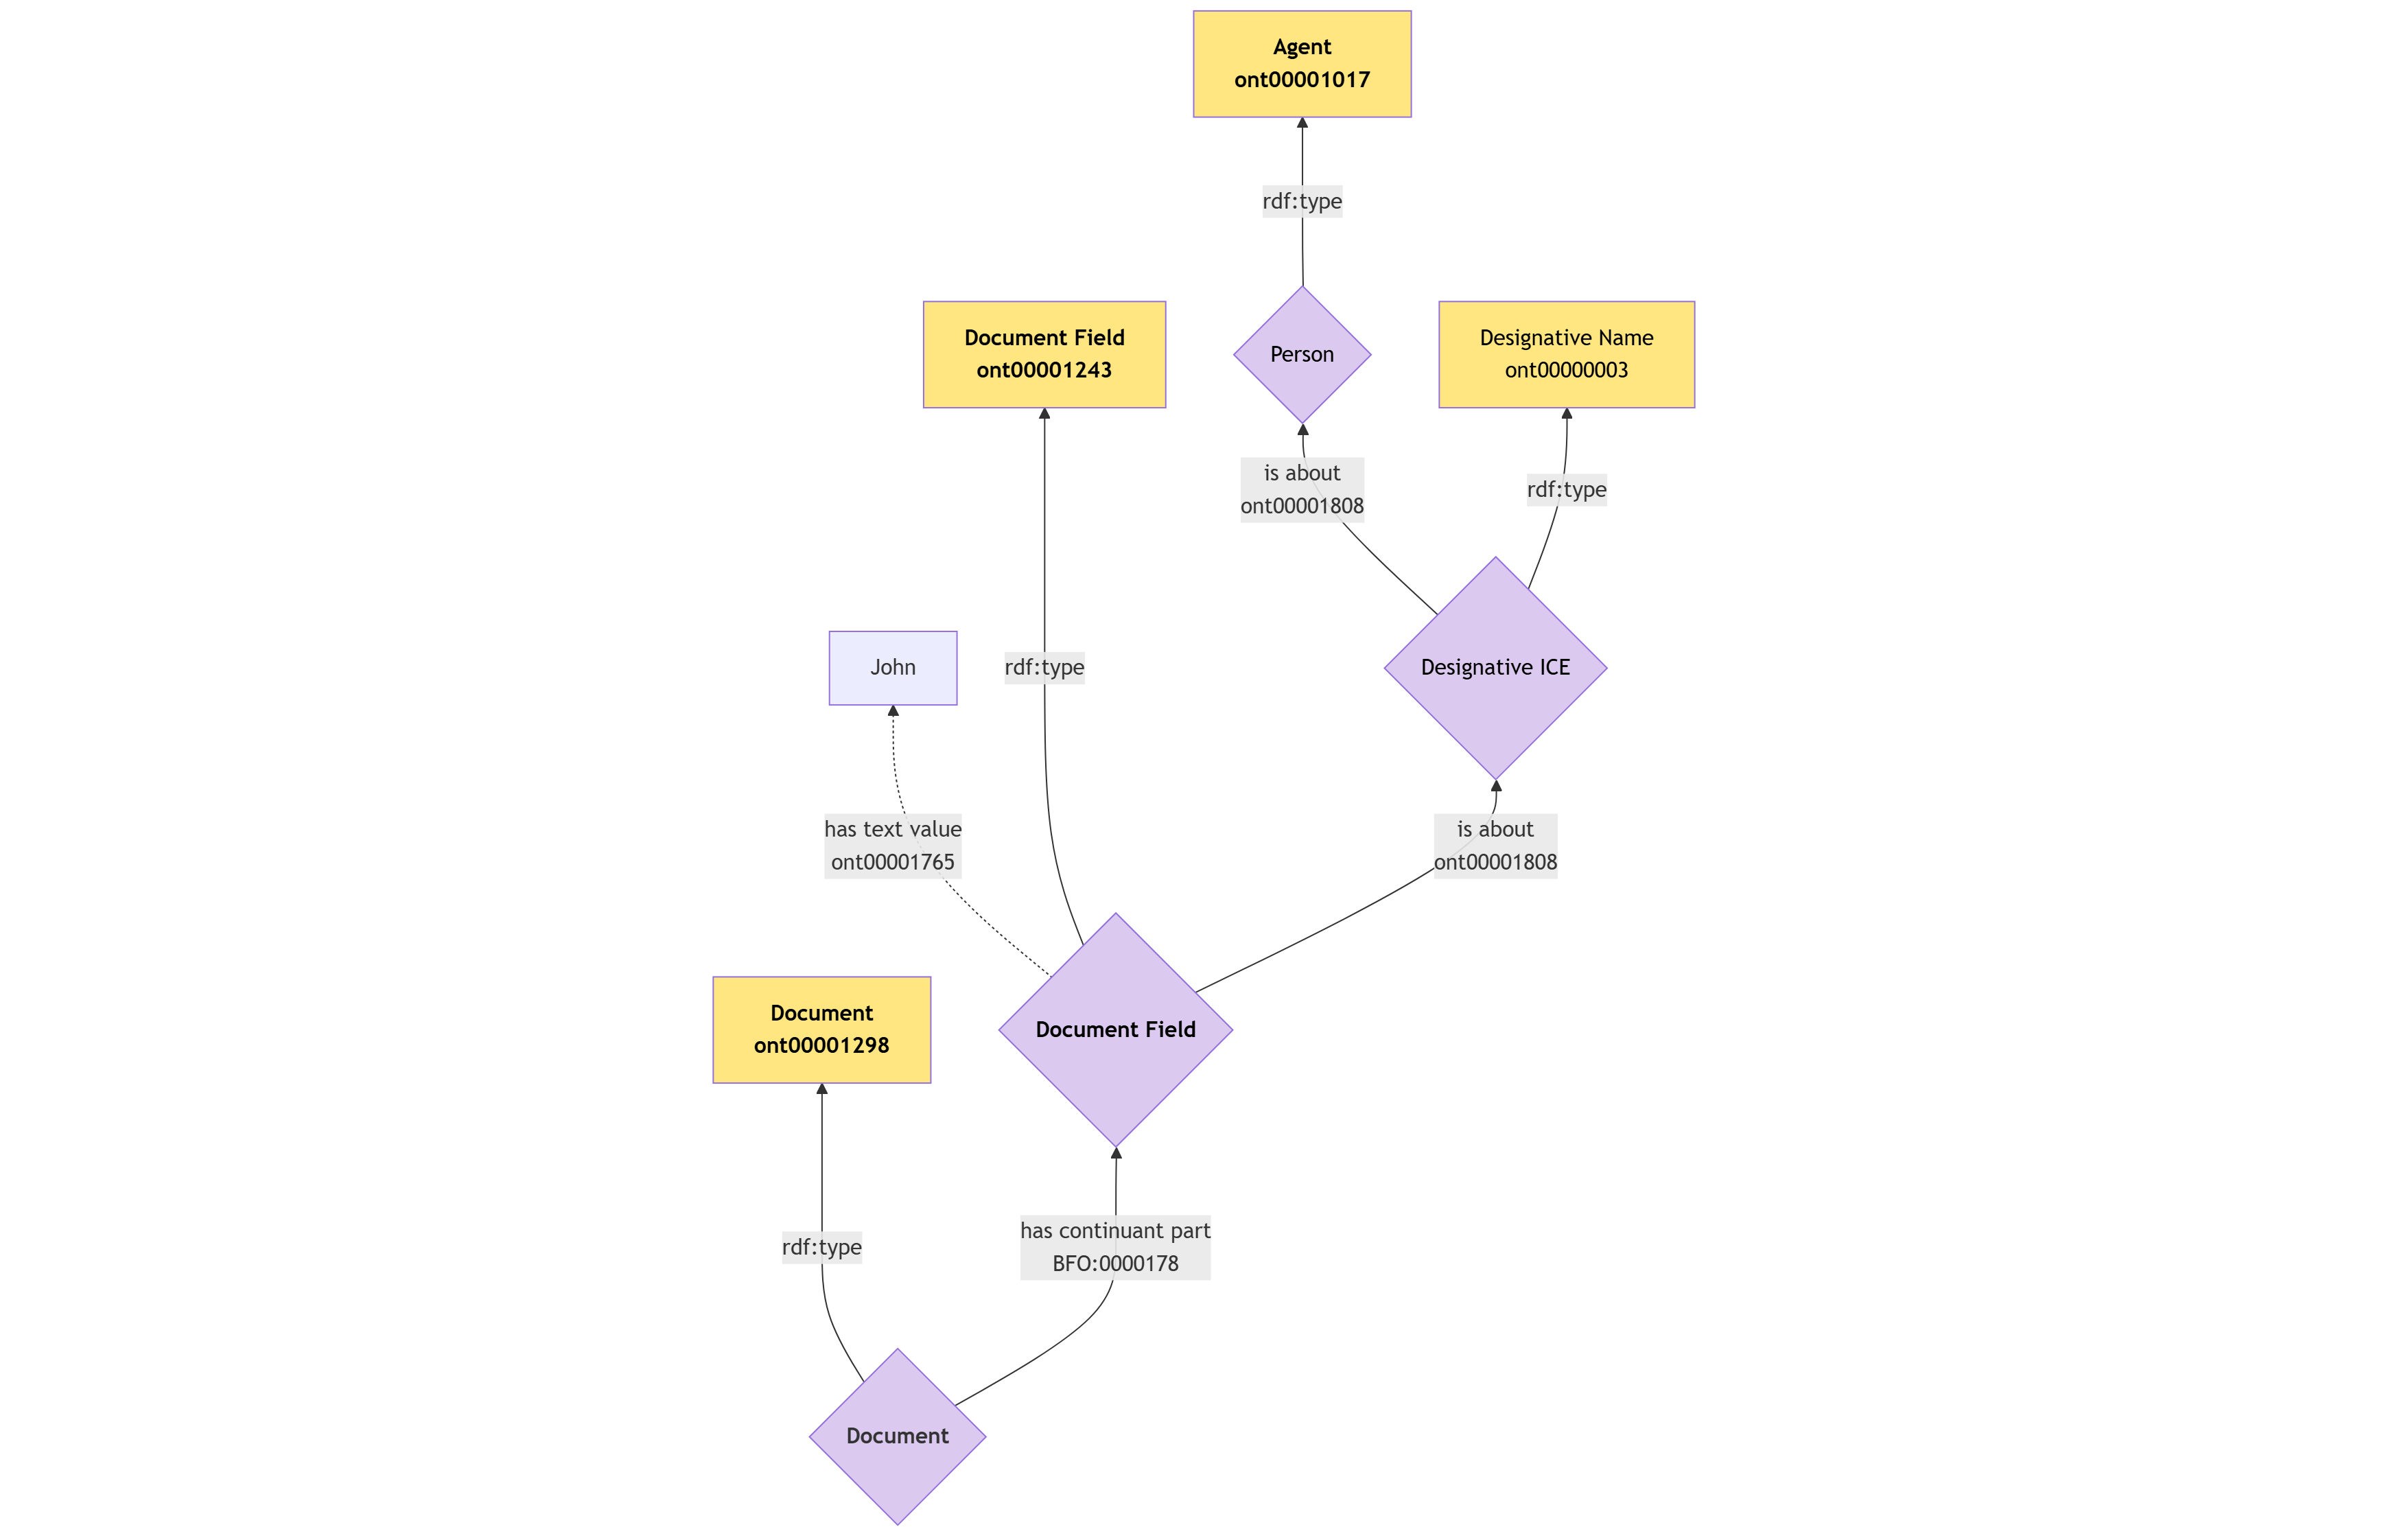 Agent
ont00001017
rdf:type
Document Field
ont00001243
Person
Designative Name
ont00000003
is about
ont00001808
rdf:type
John
rdf:type
Designative ICE
has text value
ont00001765
is about
ont00001808
Document
ont00001298
Document Field
rdf:type
has continuant part
BFO:0000178
Document